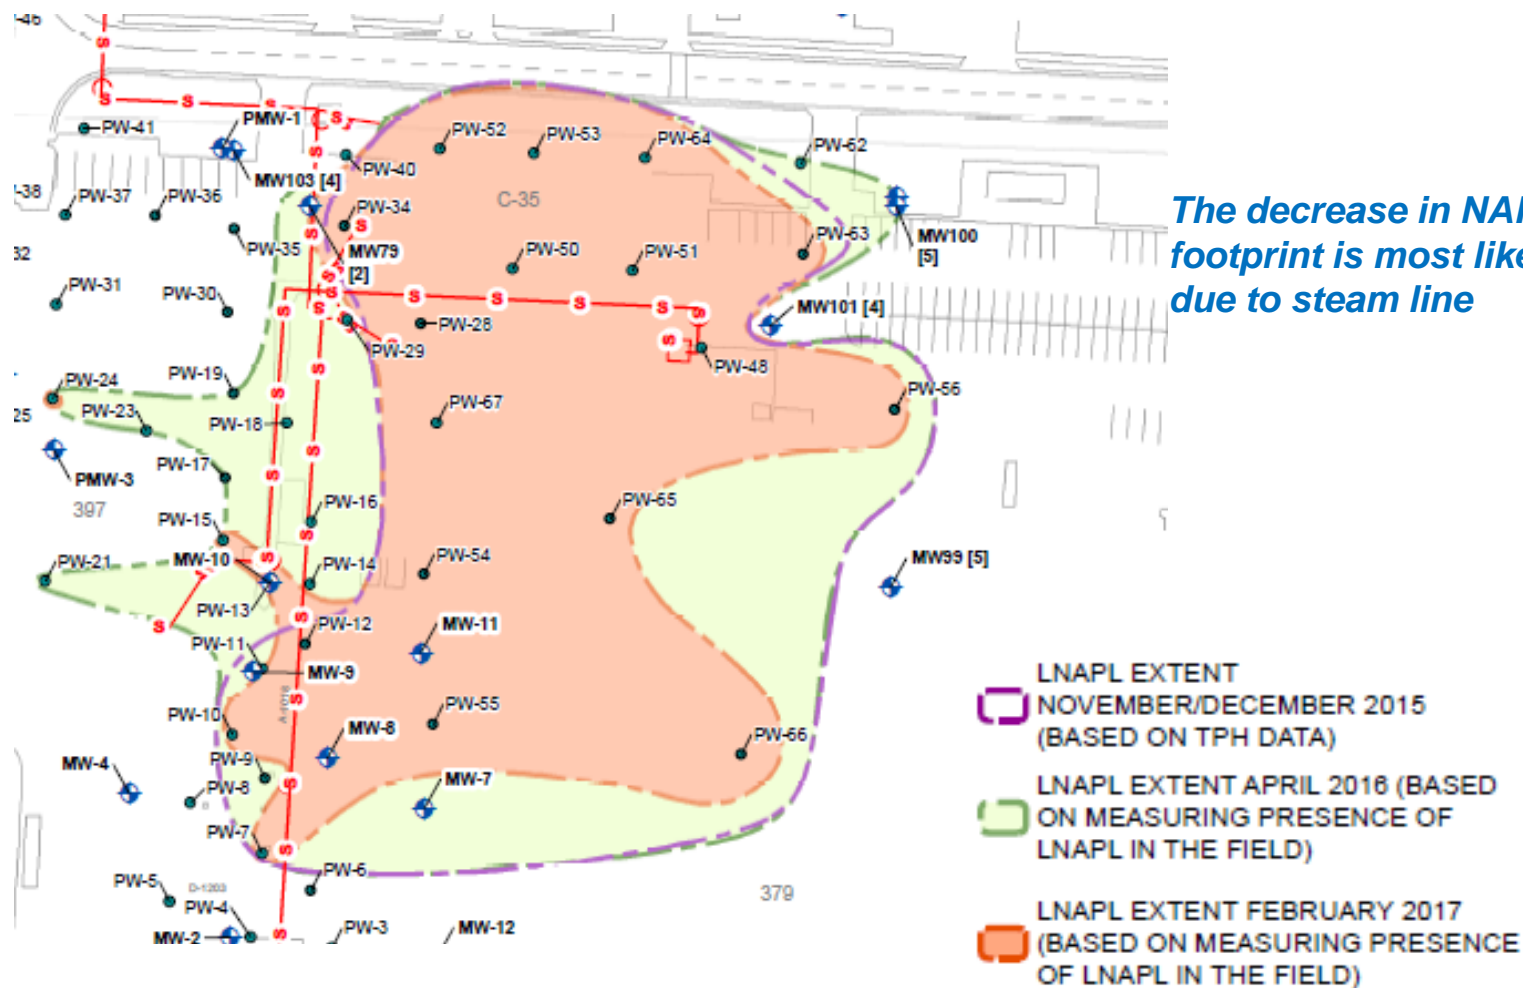 -46
PMW-1
PW-41
PW-52
PW-53
PW-64
PW-62
PW-40
MW103 [4]
-38
PW-37
PW-36
PW-34
C-35
PW-35
MW79
[2]
PW-50
PW-51
PW-63
MW100
[5]
The decrease in NA
footprint is most like
due to steam line
32
PW-31
PW-30
PW-28
MW101 [4]
PW-29
PW-48
PW-24
PW-19
PW-56
25
PW-23
PW-18
PW-67
PW-17
PMW-3
397
PW-16
PW-65
PW-15
MW-10
PW-21
PW-14
PW-54
MW99 [5]
PW-13
PW-12
MW-11
PW-11
MW-9
PW-10
PW-55
MW-8
PW-66
PW-9
MW-4
PW-8
MW-7
PW-7
PW-6
PW-5
D-1203
PW-4
379
MW-2
PW-3
MW-12
S
LNAPL EXTENT
NOVEMBER/DECEMBER 2015
(BASED ON TPH DATA)
LNAPL EXTENT APRIL 2016 (BASED
ON MEASURING PRESENCE OF
LNAPL IN THE FIELD)
LNAPL EXTENT FEBRUARY 2017
(BASED ON MEASURING PRESENCE
OF LNAPL IN THE FIELD)